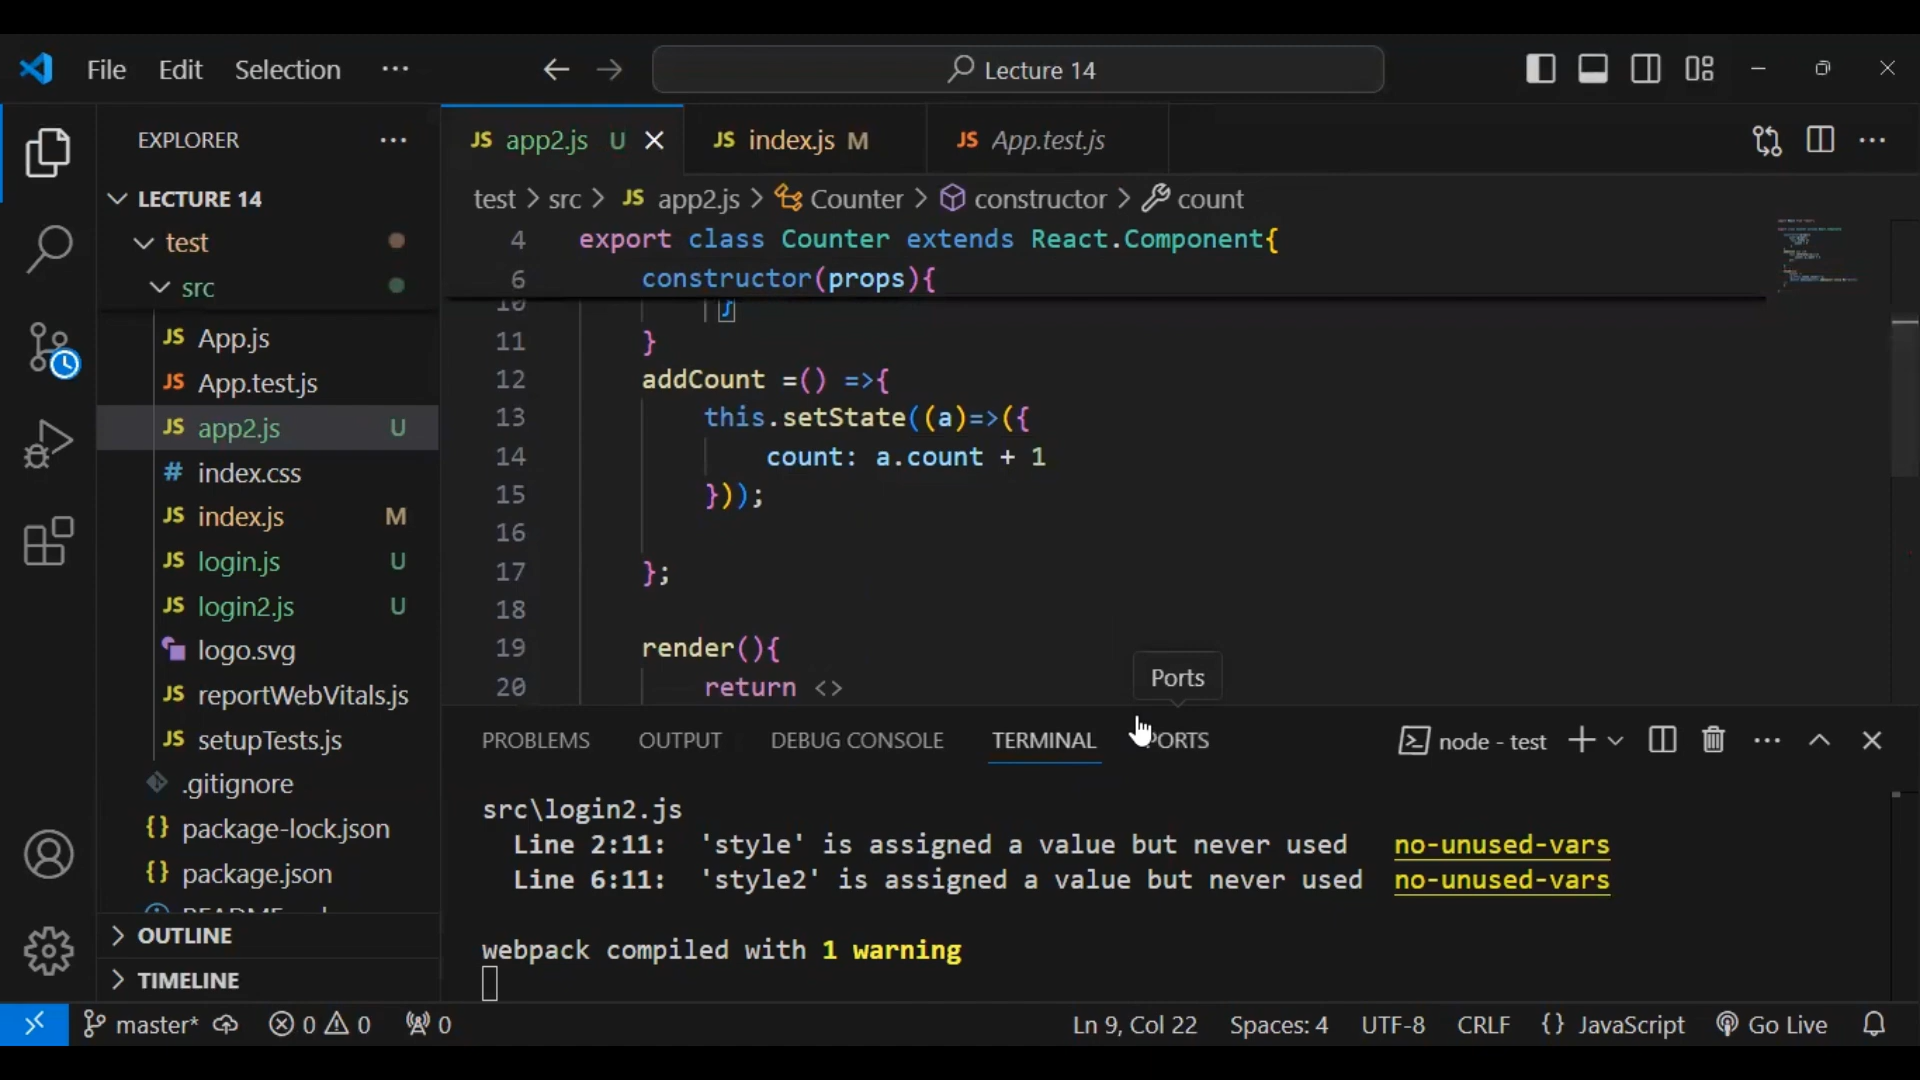 File Edit Selection ··· Lecture 14
EXPLORER ···
LECTURE 14
test
src
JS App.js
JS App.test.js
JS app2.js U
# index.css
JS index.js M
JS login.js U
JS login2.js U
logo.svg
JS reportWebVitals.js
JS setupTests.js
.gitignore
{} package-lock.json
{} package.json
OUTLINE
TIMELINE
JS app2.js U JS index.js M JS App.test.js
test > src > JS app2.js > Counter > constructor > count
4 export class Counter extends React.Component{
6 constructor(props){
10 }
11 }
12 addCount =() =>{
13 this.setState((a)=>({
14 count: a.count + 1
15 }));
16
17 };
18
19 render(){
20 return <>
Ports
PROBLEMS OUTPUT DEBUG CONSOLE TERMINAL PORTS node - test
src\login2.js
Line 2:11: 'style' is assigned a value but never used no-unused-vars
Line 6:11: 'style2' is assigned a value but never used no-unused-vars
webpack compiled with 1 warning
master* 0 0 0 Ln 9, Col 22 Spaces: 4 UTF-8 CRLF {} JavaScript Go Live